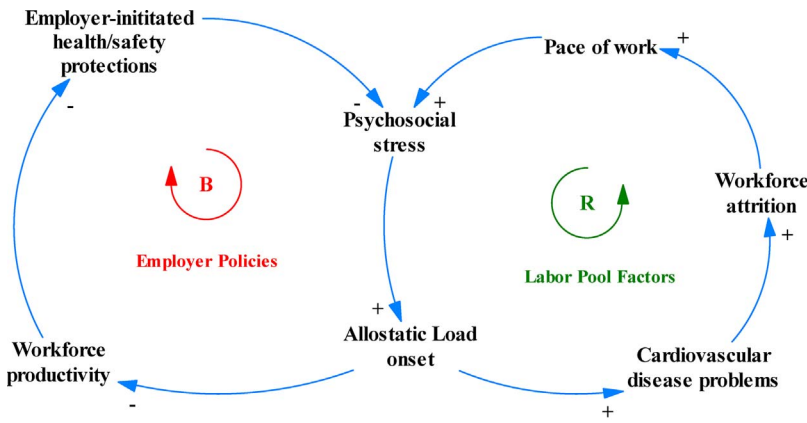 Employer-inititated
health/safety
protections
-
-
Psychosocial
stress
+
Pace of work
+
B
Employer Policies
R
Labor Pool Factors
Workforce
attrition
+
+
Allostatic Load
onset
Workforce
productivity
-
Cardiovascular
disease problems
+